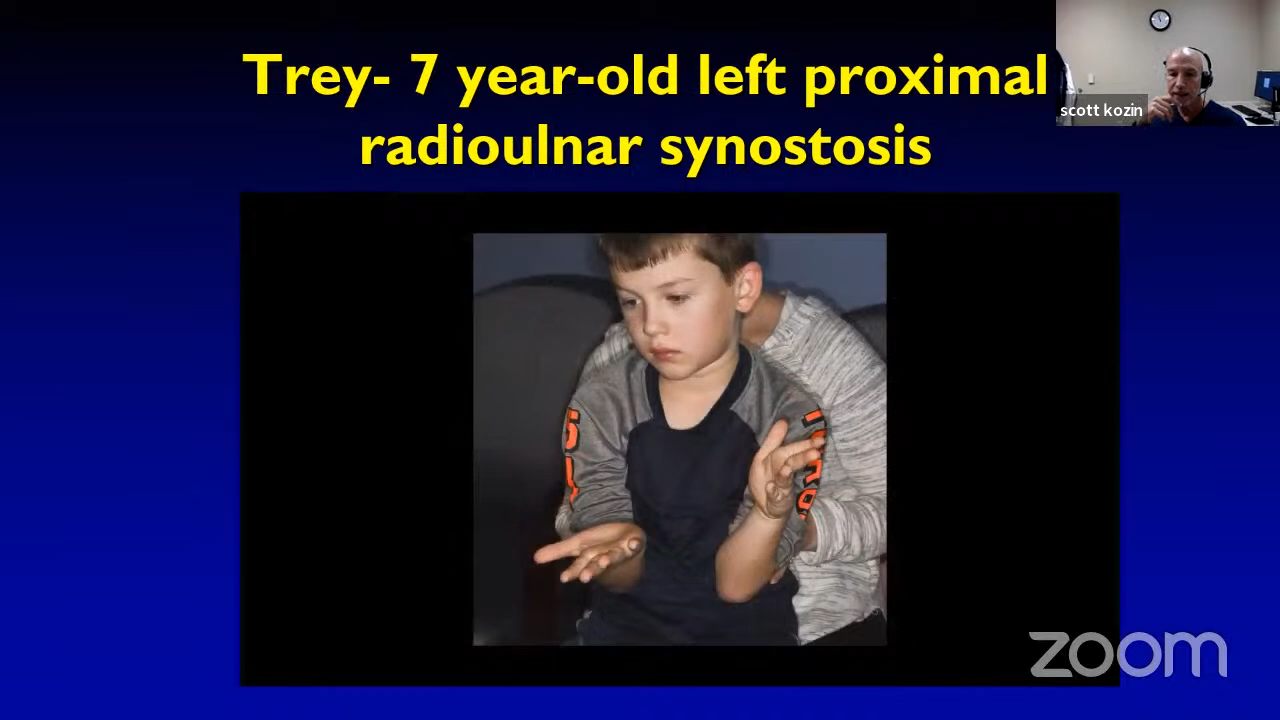 Trey- 7 year-old left proximal
radioulnar synostosis
scott kozin
zoom